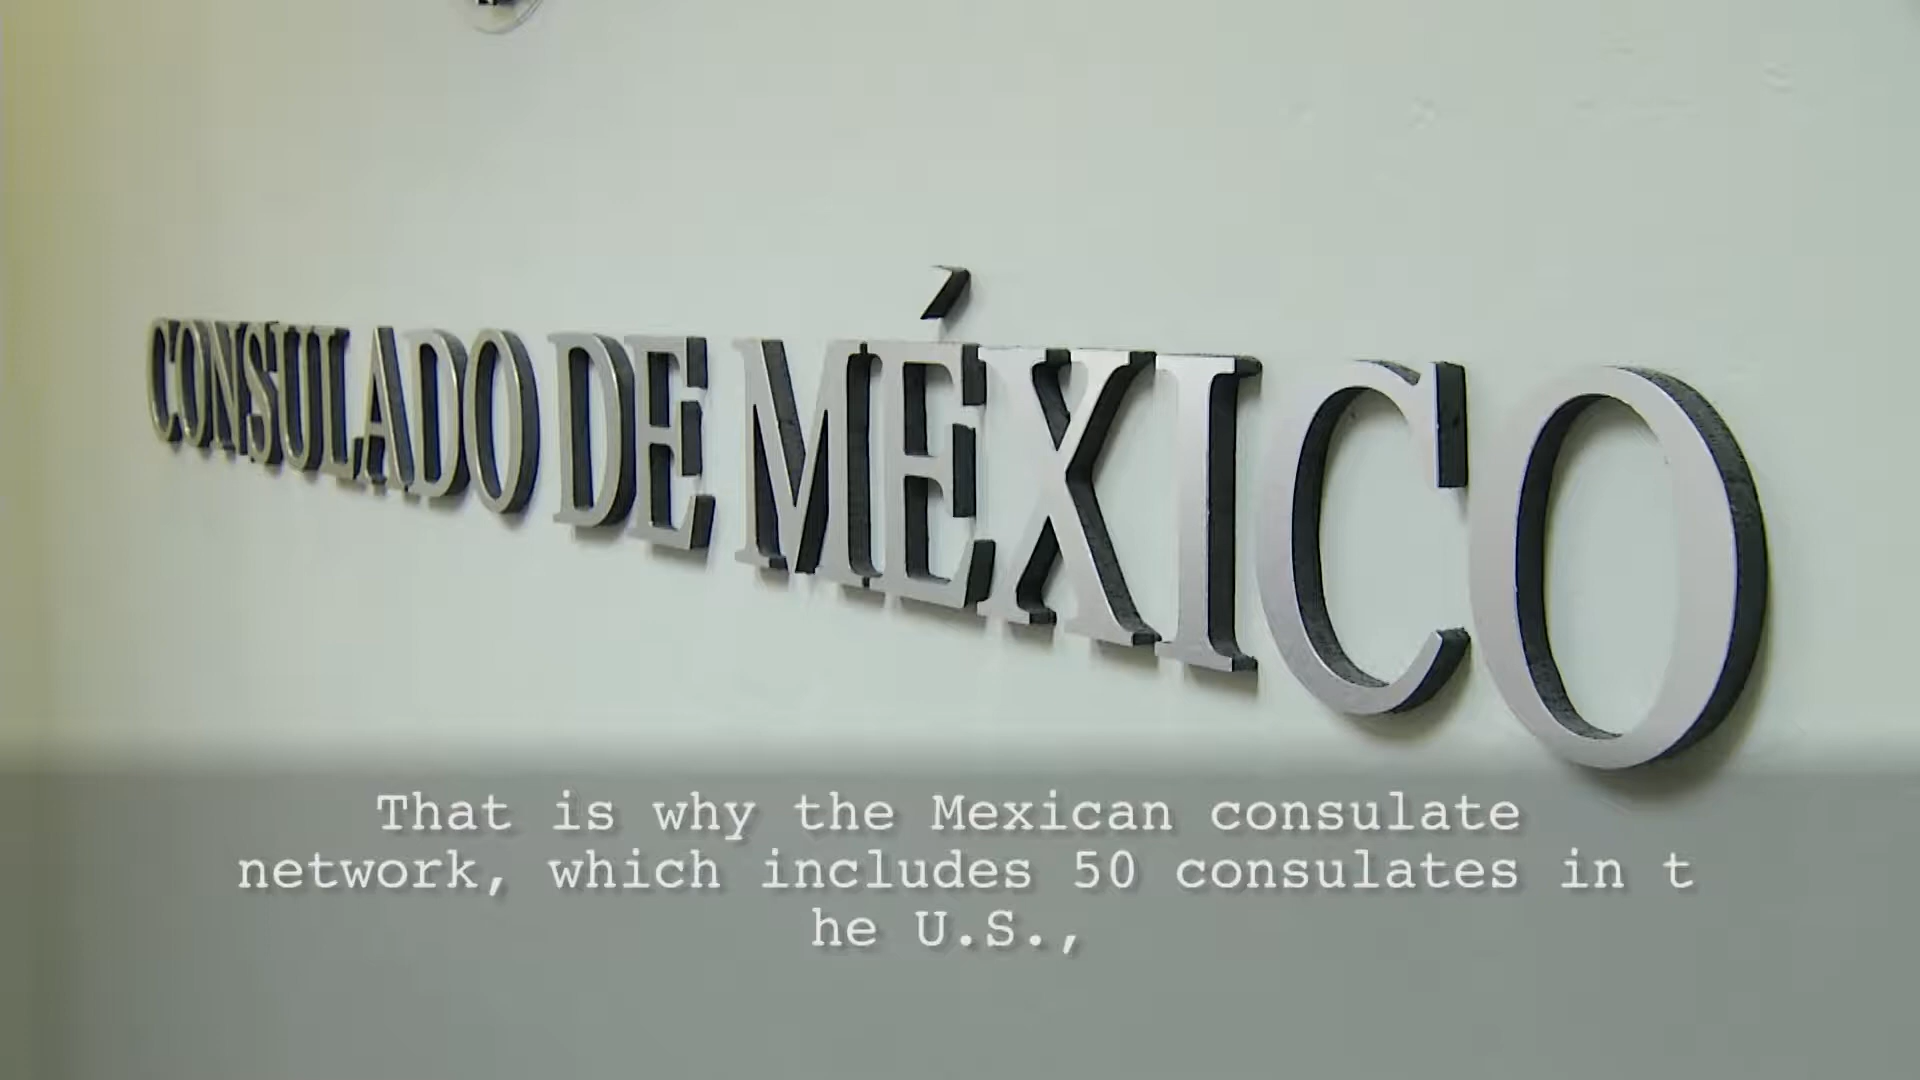 CONSULADO DE MÉXICO
That is why the Mexican consulate
network, which includes 50 consulates in t
he U.S.,